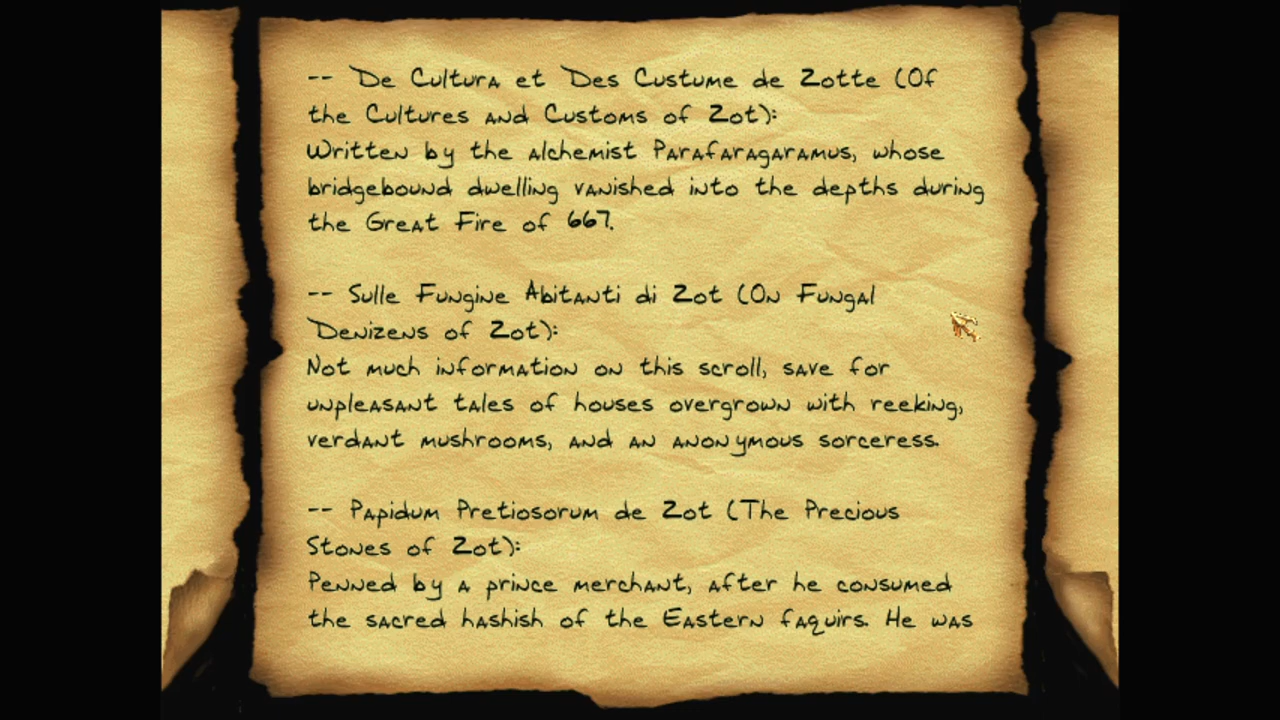 -- De Cultura et Des Custume de Zotte (Of
the Cultures and Customs of Zot):
Written by the alchemist Parafaragaramus, whose
bridgebound dwelling vanished into the depths during
the Great Fire of 667.
-- Sulle Fungine Abitanti di Zot (On Fungal
Denizens of Zot):
Not much information on this scroll, save for
unpleasant tales of houses overgrown with reeking,
verdant mushrooms, and an anonymous sorceress.
-- Papidum Pretiosorum de Zot (The Precious
Stones of Zot):
Penned by a prince merchant, after he consumed
the sacred hashish of the Eastern faquirs. He was